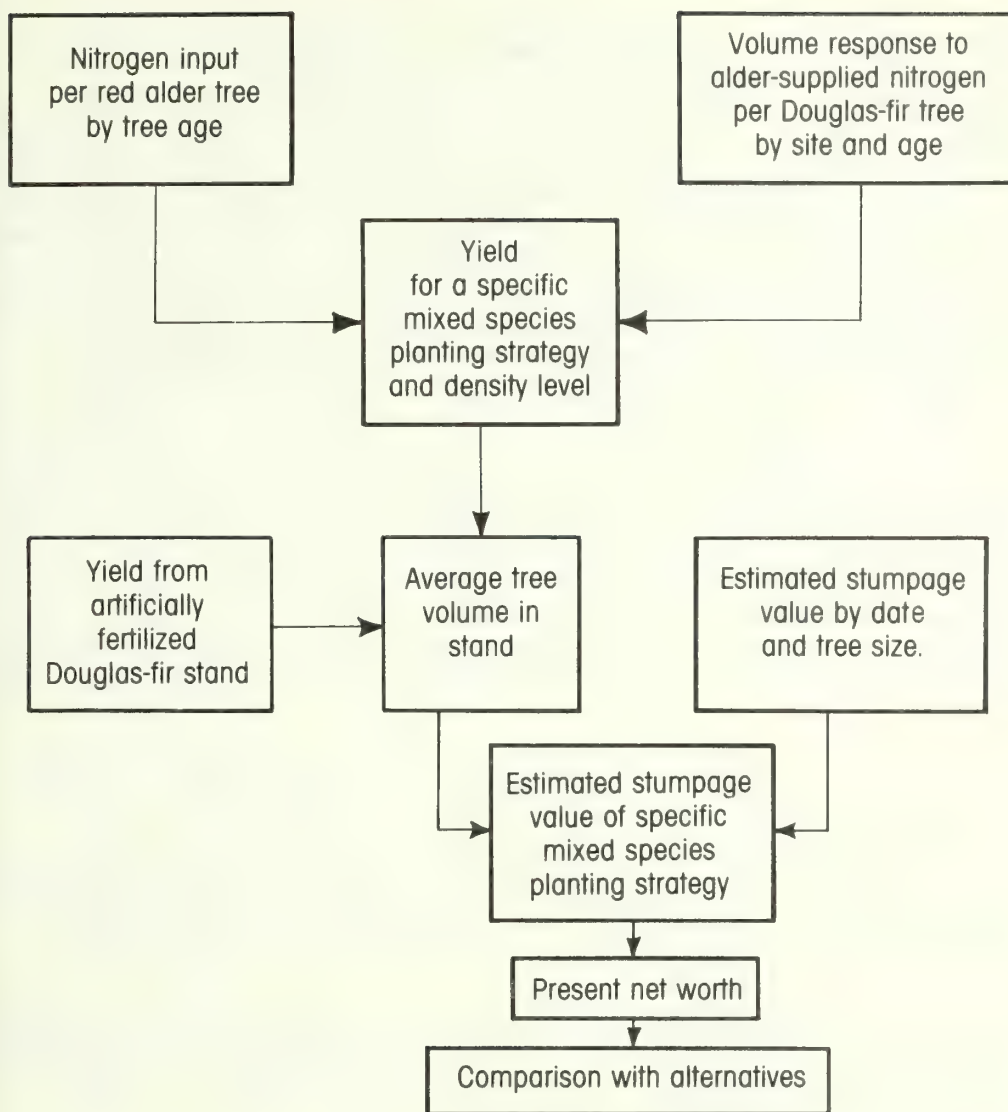 Nitrogen input
per red alder tree
by tree age
Volume response to
alder-supplied nitrogen
per Douglas-fir tree
by site and age
Yield
for a specific
mixed species
planting strategy
and density level
Yield from
artificially
fertilized
Douglas-fir stand
Average tree
volume in
stand
Estimated stumpage
value by date
and tree size.
Estimated stumpage
value of specific
mixed species
planting strategy
Present net worth
Comparison with alternatives